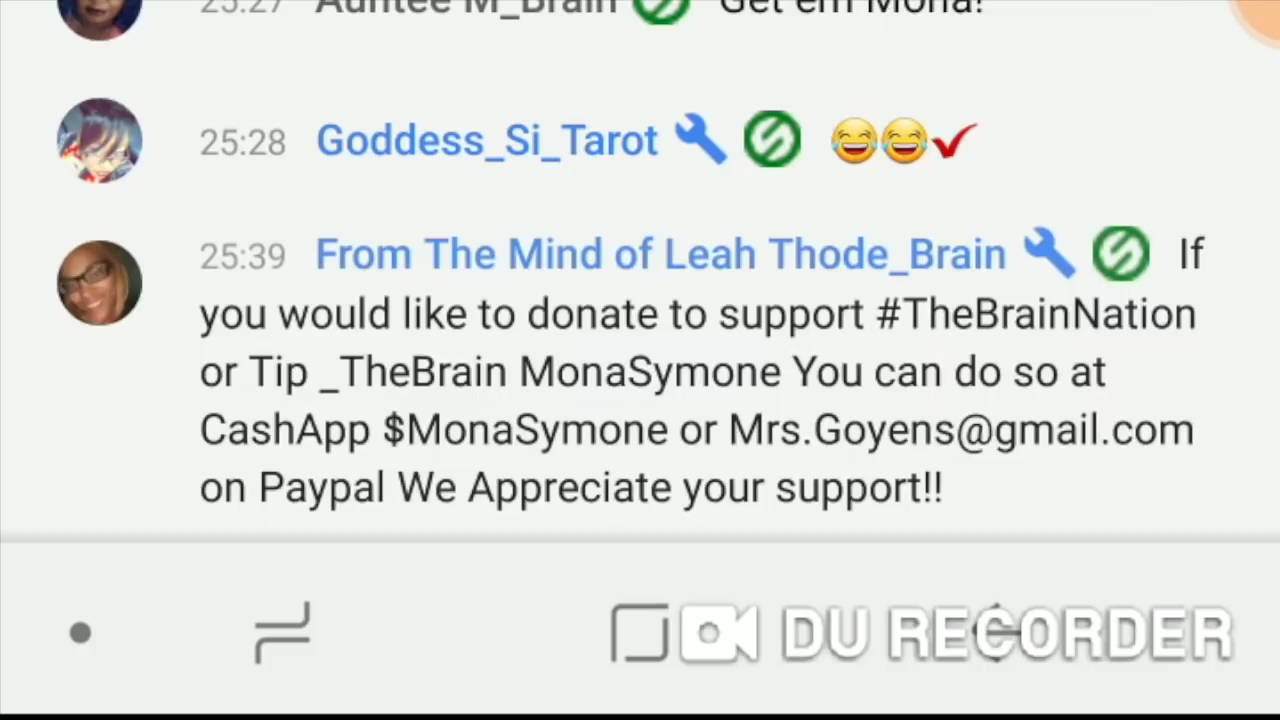 25:27 Auntee M_Brain Get em Mona!
25:28 Goddess_Si_Tarot 😂😂✔
25:39 From The Mind of Leah Thode_Brain If
you would like to donate to support #TheBrainNation
or Tip _TheBrain MonaSymone You can do so at
CashApp $MonaSymone or Mrs.Goyens@gmail.com
on Paypal We Appreciate your support!!
DU RECORDER